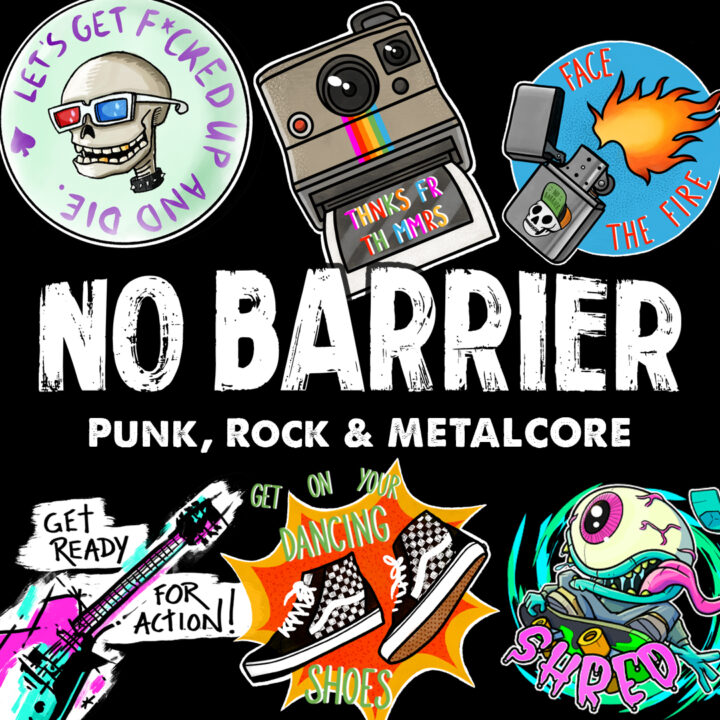 LET'S GET F*CKED UP AND DIE.
THNKS FR
TH MMRS
FACE
THE FIRE
NO BARRIER
PUNK, ROCK & METALCORE
GET
READY
FOR
ACTION!
GET ON YOUR
DANCING
SHOES
SHRED